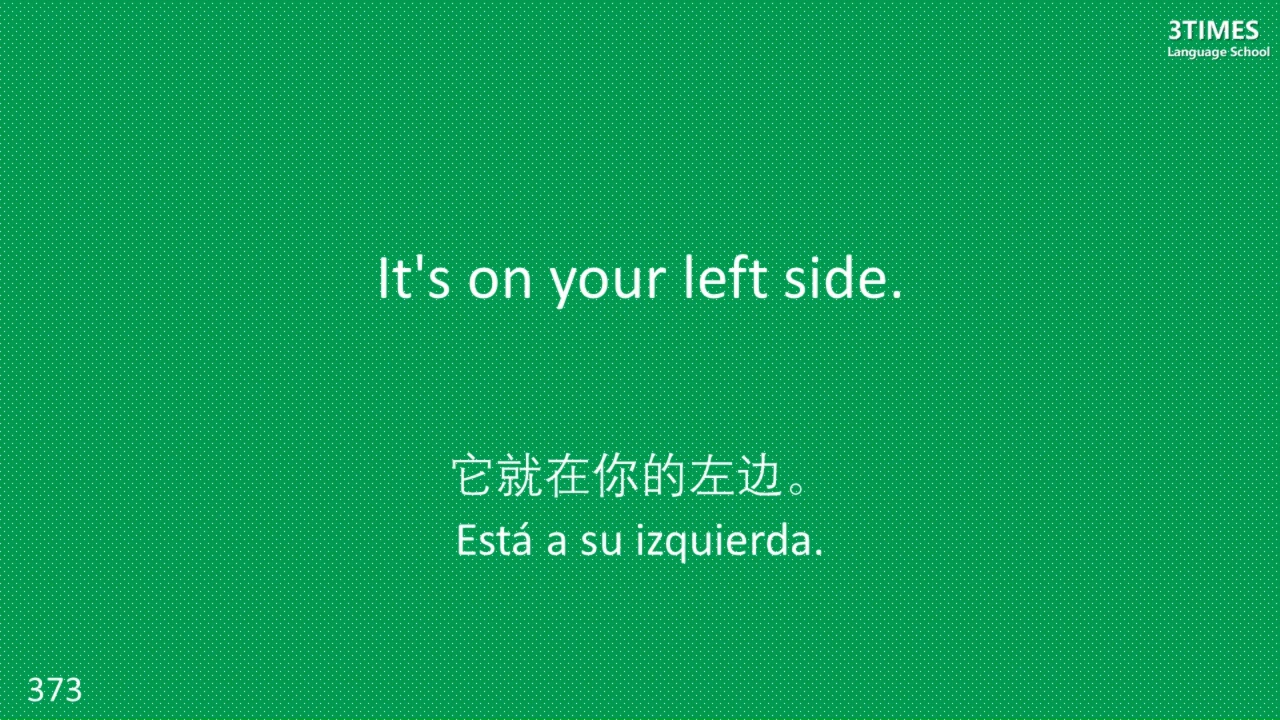 3TIMES
Language School
It's on your left side.
它就在你的左边。
Está a su izquierda.
373